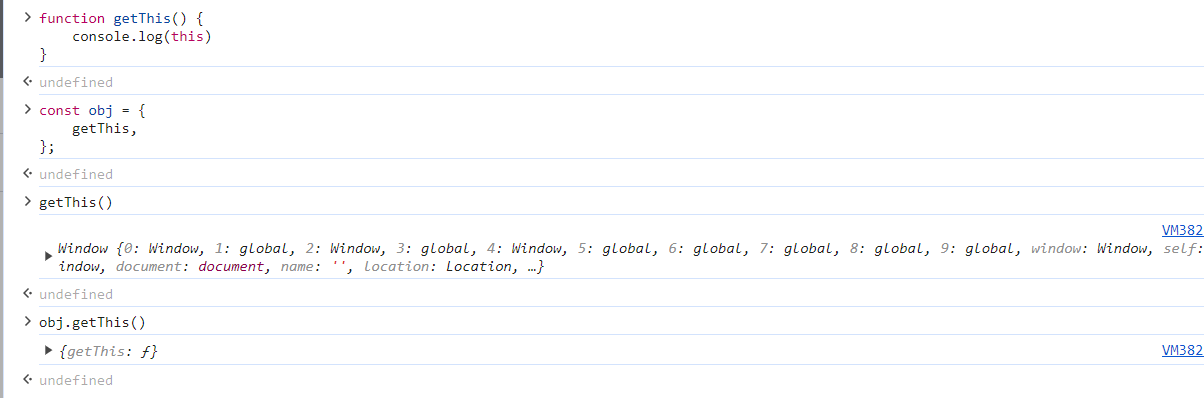 function getThis() {
console.log(this)
}
undefined
const obj = {
getThis,
};
undefined
getThis()
VM382
Window {0: Window, 1: global, 2: Window, 3: global, 4: Window, 5: global, 6: global, 7: global, 8: global, 9: global, window: Window, self:
indow, document: document, name: '', location: Location, …}
undefined
obj.getThis()
{getThis: ƒ} VM382
undefined